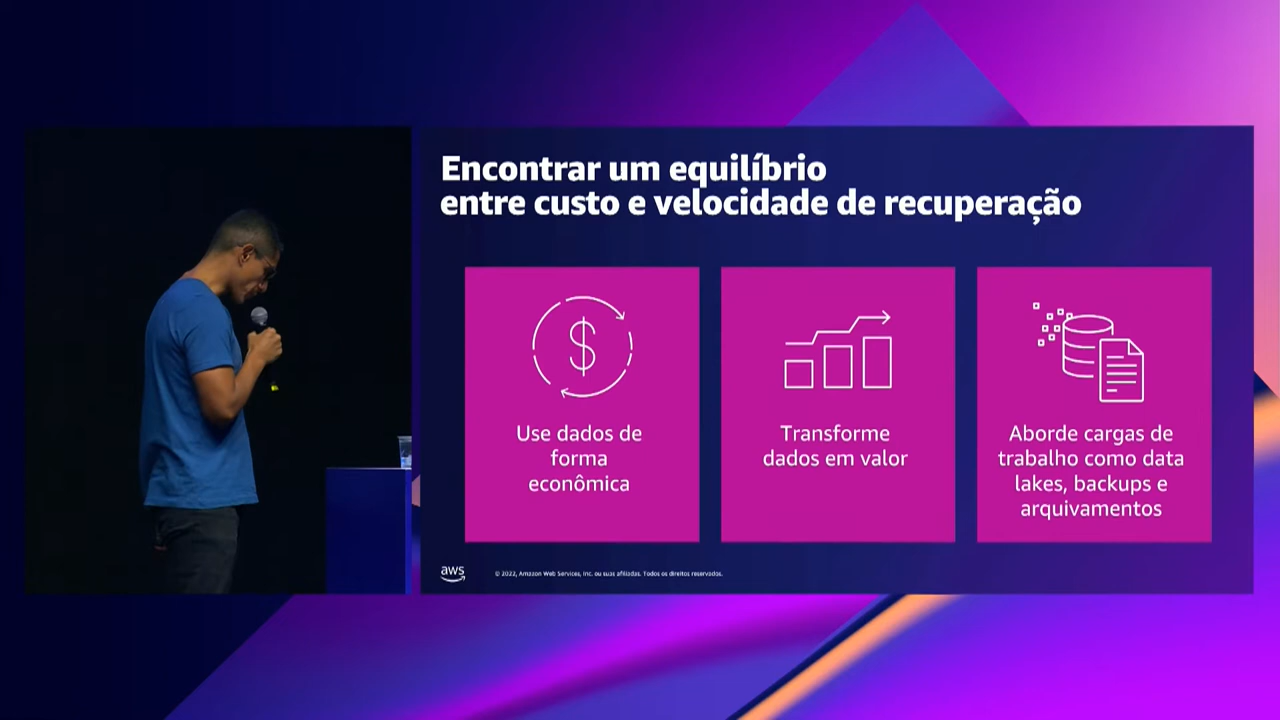 Encontrar um equilíbrio
entre custo e velocidade de recuperação
Use dados de
forma
econômica
Transforme
dados em valor
Aborde cargas de
trabalho como data
lakes, backups e
arquivamentos
aws
© 2022, Amazon Web Services, Inc. ou suas afiliadas. Todos os direitos reservados.